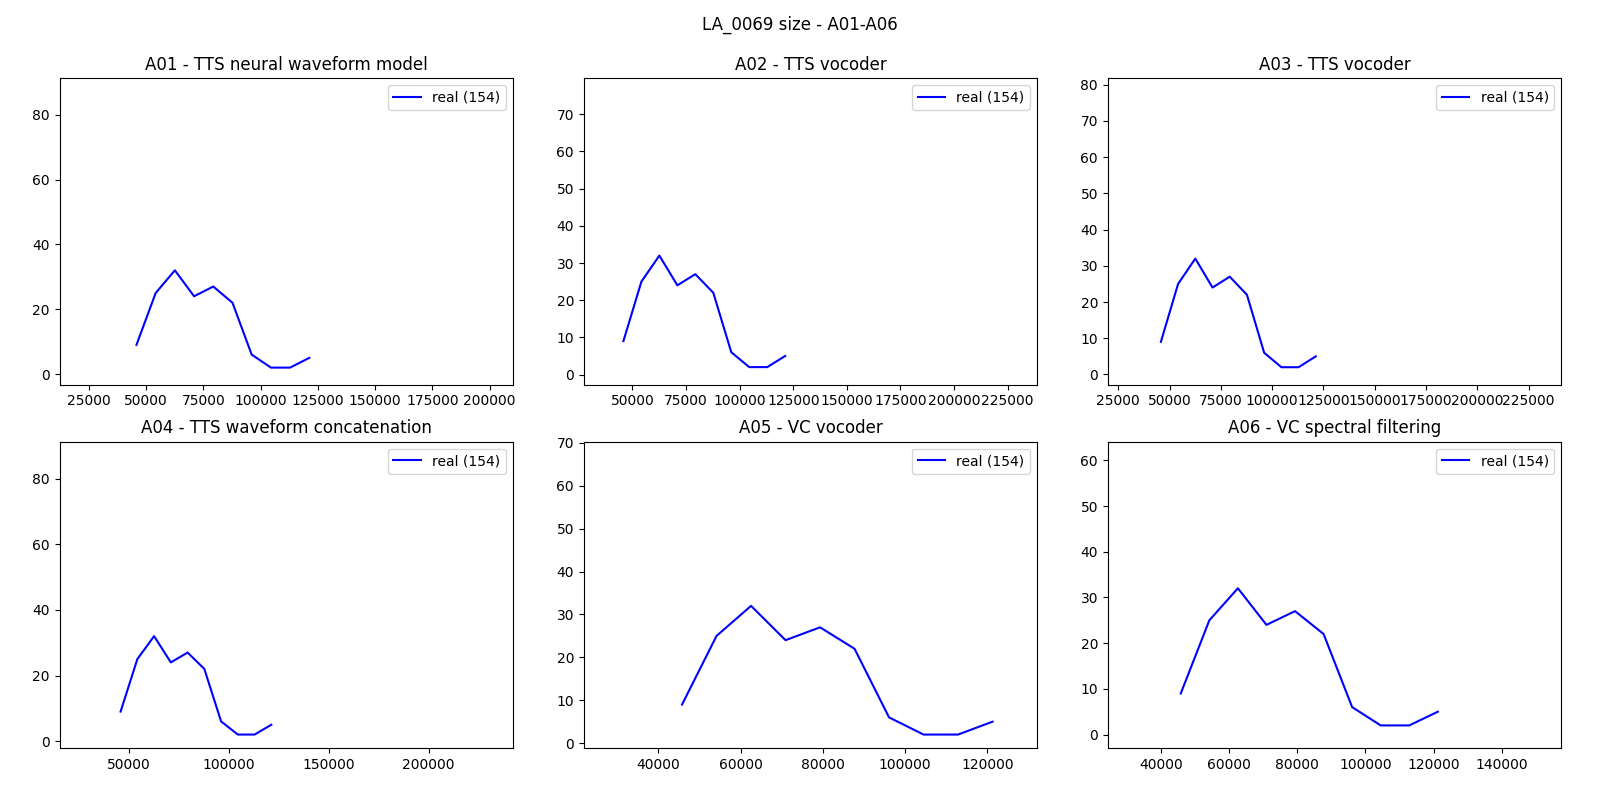 LA_0069 size - A01-A06
A01 - TTS neural waveform model
real (154)
80
60
40
20
0
25000 50000 75000 100000 125000 150000 175000 200000
A02 - TTS vocoder
real (154)
70
60
50
40
30
20
10
0
50000 75000 100000 125000 150000 175000 200000 225000
A03 - TTS vocoder
real (154)
80
70
60
50
40
30
20
10
0
25000 50000 75000 100000 125000 150000 175000 200000 225000
A04 - TTS waveform concatenation
real (154)
80
60
40
20
0
50000 100000 150000 200000
A05 - VC vocoder
real (154)
70
60
50
40
30
20
10
0
40000 60000 80000 100000 120000
A06 - VC spectral filtering
real (154)
60
50
40
30
20
10
0
40000 60000 80000 100000 120000 140000